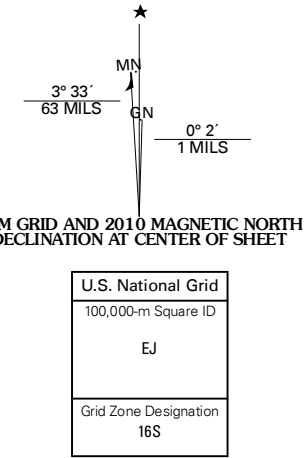 MN
3° 33´
63 MILS
GN
0° 2´
1 MILS
M GRID AND 2010 MAGNETIC NORTH
DECLINATION AT CENTER OF SHEET
U.S. National Grid
100,000-m Square ID
EJ
Grid Zone Designation
16S